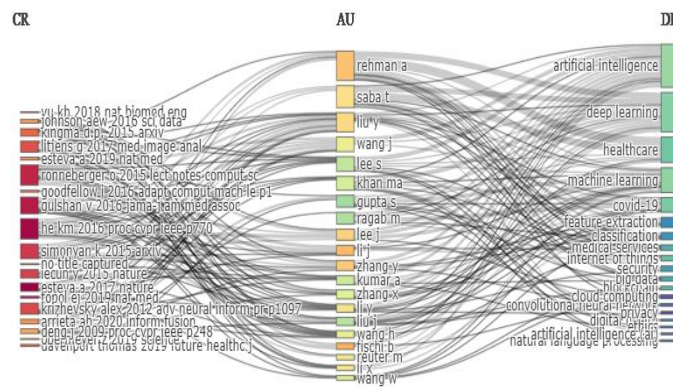 CR
AU
DE
yu kh 2018 nat biomed eng
johnson aew 2016 sci data
kingma d.p. 2015 arxiv
litjens g 2017 med image anal
esteva a 2019 nat med
ronneberger o 2015 lect notes comput sc
goodfellow i 2016 adapt comput mach le p1
gulshan v 2016 jama-j am med assoc
he km 2016 proc cvpr ieee p770
simonyan k 2015 arxiv
no title captured
lecun y 2015 nature
esteva a 2017 nature
topol ej 2019 nat med
krizhevsky alex 2012 adv neural inform pr p1097
arrieta ab 2020 inform fusion
deng j 2009 proc cvpr ieee p248
obermeyer z 2019 science
davenport thomas 2019 future healthc j
rehman a
saba t
liu y
wang j
lee s
khan ma
gupta s
ragab m
lee j
li j
zhang y
kumar a
zhang x
li y
liu j
wang h
fischl b
reuter m
li x
wang w
artificial intelligence
deep learning
healthcare
machine learning
covid-19
feature extraction
classification
medical services
internet of things
security
big data
blockchain
cloud computing
convolutional neural network
privacy
digital
ethics
artificial intelligence (ai)
natural language processing